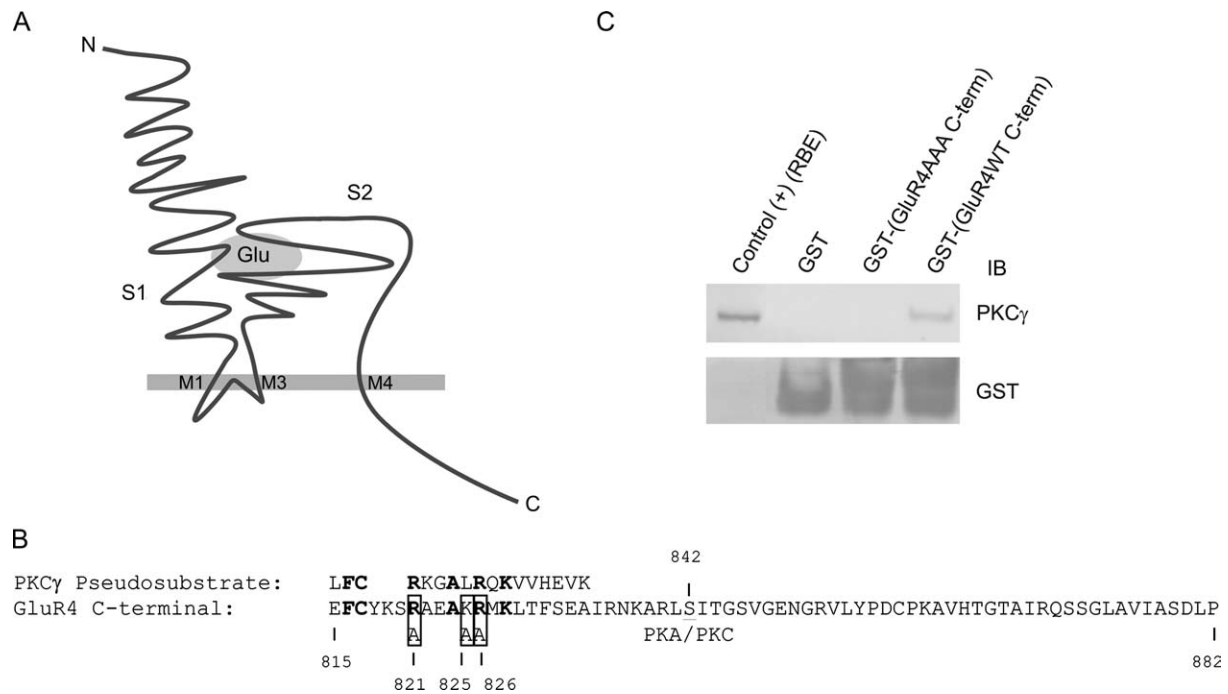 A
N
S2
Glu
S1
M1
M3
M4
C
C
Control (+) (RBE)
GST
GST-(GluR4AAA C-term)
GST-(GluR4WT C-term)
IB
PKCγ
GST
B
842
PKCγ Pseudosubstrate: LFC RKGALRQKVVHEVK
GluR4 C-terminal: EFCYKSRAEAKRMKLTFSEAIRNKARLSITGSVGENGRVLYPDCPKAVHTGTAIRQSSGLAVIASDLP
A AA PKA/PKC
815 882
821 825 826